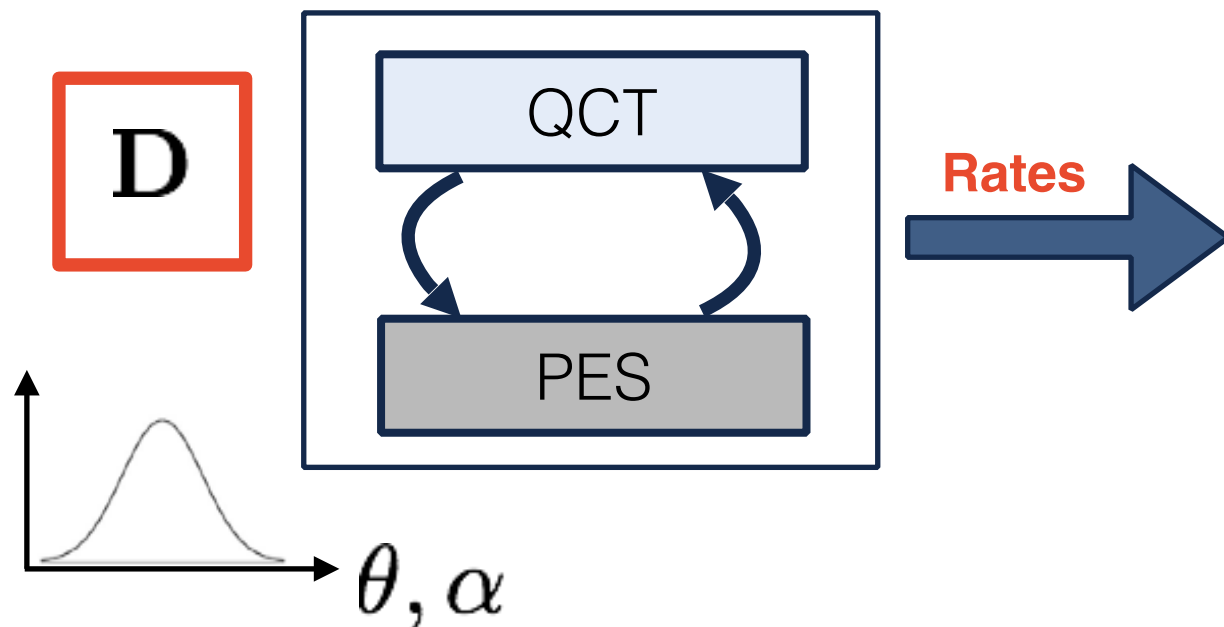 QCT
D
Rates
PES
θ, α